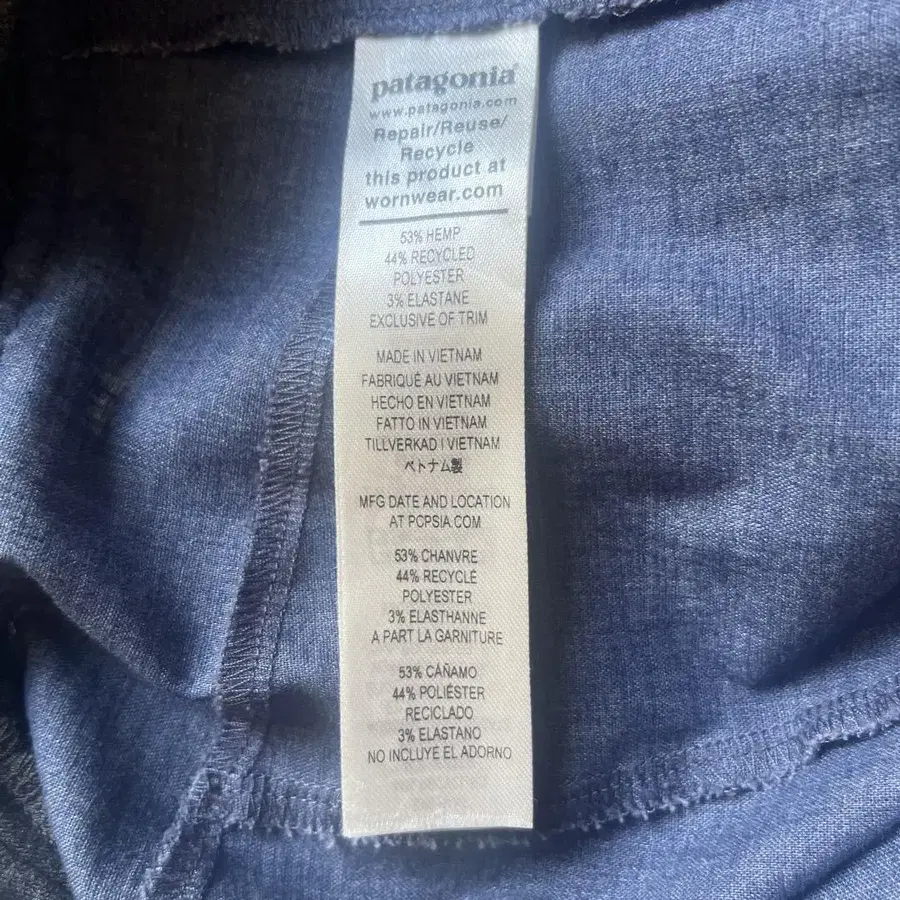 patagonia®
www.patagonia.com
Repair/Reuse/
Recycle
this product at
wornwear.com
53% HEMP
44% RECYCLED
POLYESTER
3% ELASTANE
EXCLUSIVE OF TRIM
MADE IN VIETNAM
FABRIQUÉ AU VIETNAM
HECHO EN VIETNAM
FATTO IN VIETNAM
TILLVERKAD I VIETNAM
ベトナム製
MFG DATE AND LOCATION
AT PCPSIA.COM
53% CHANVRE
44% RECYCLÉ
POLYESTER
3% ELASTHANNE
A PART LA GARNITURE
53% CÁÑAMO
44% POLIÉSTER
RECICLADO
3% ELASTANO
NO INCLUYE EL ADORNO